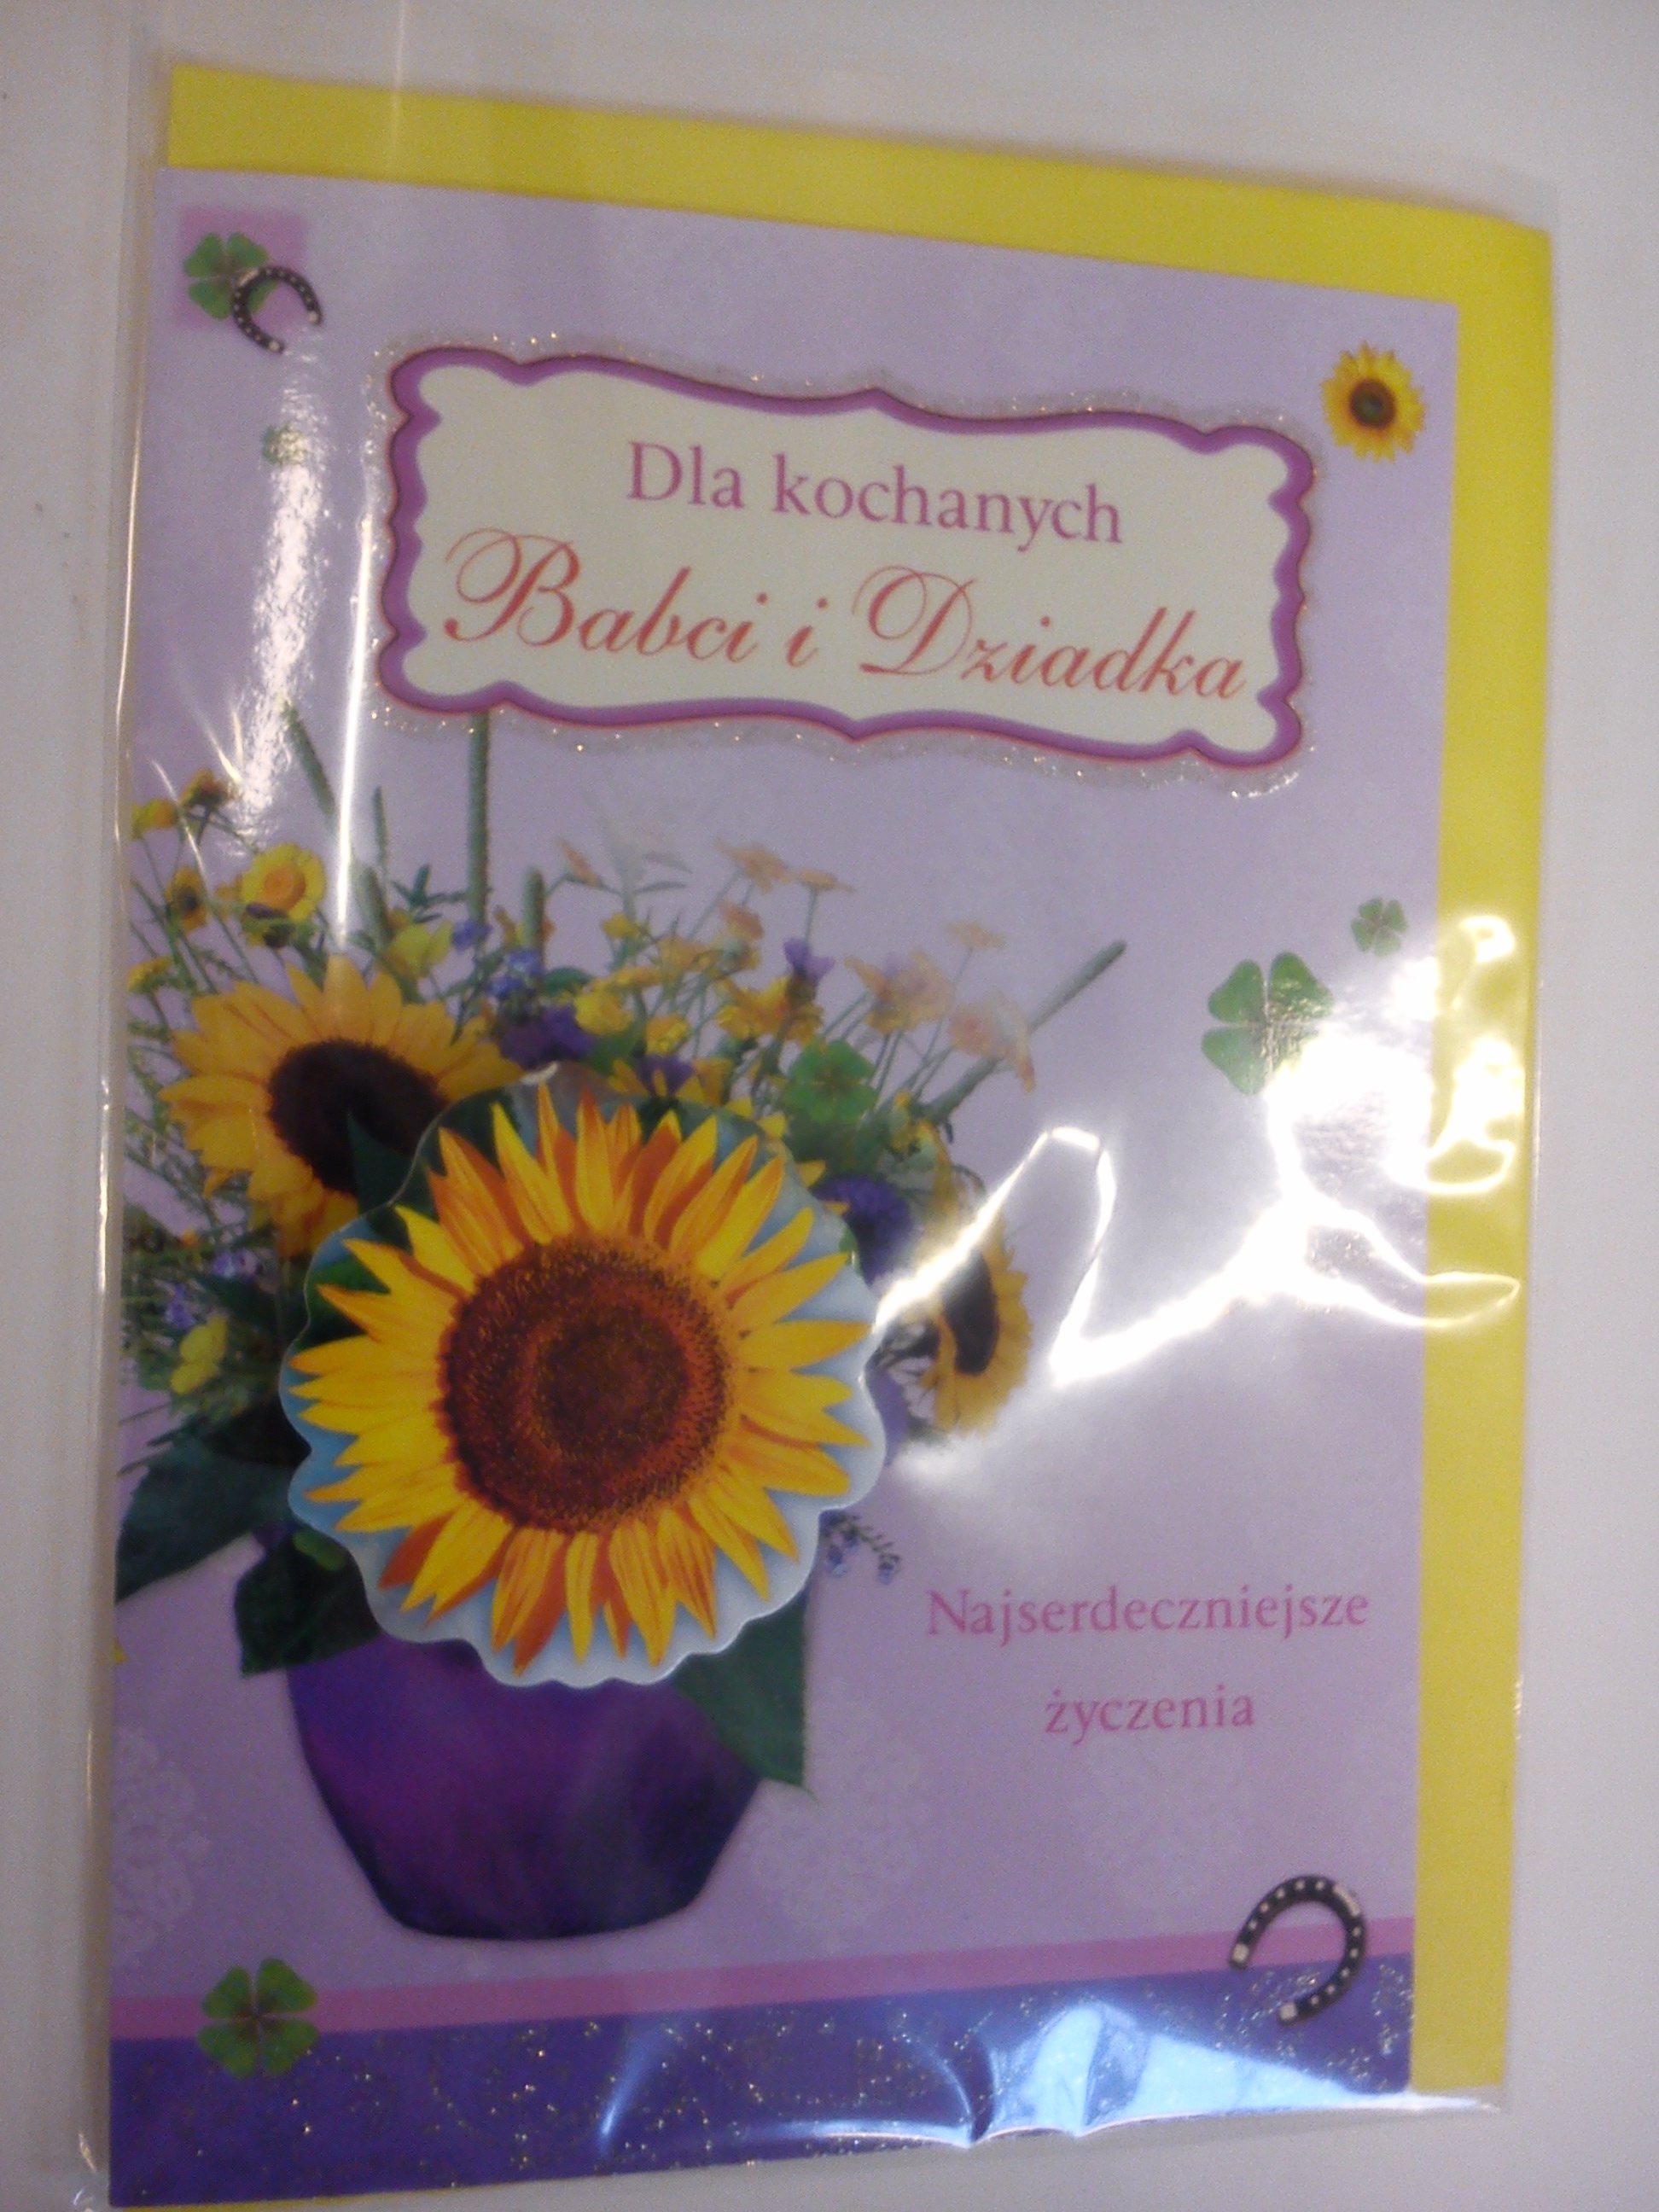 Dla kochanych
Babci i Dziadka
Najserdeczniejsze
życzenia